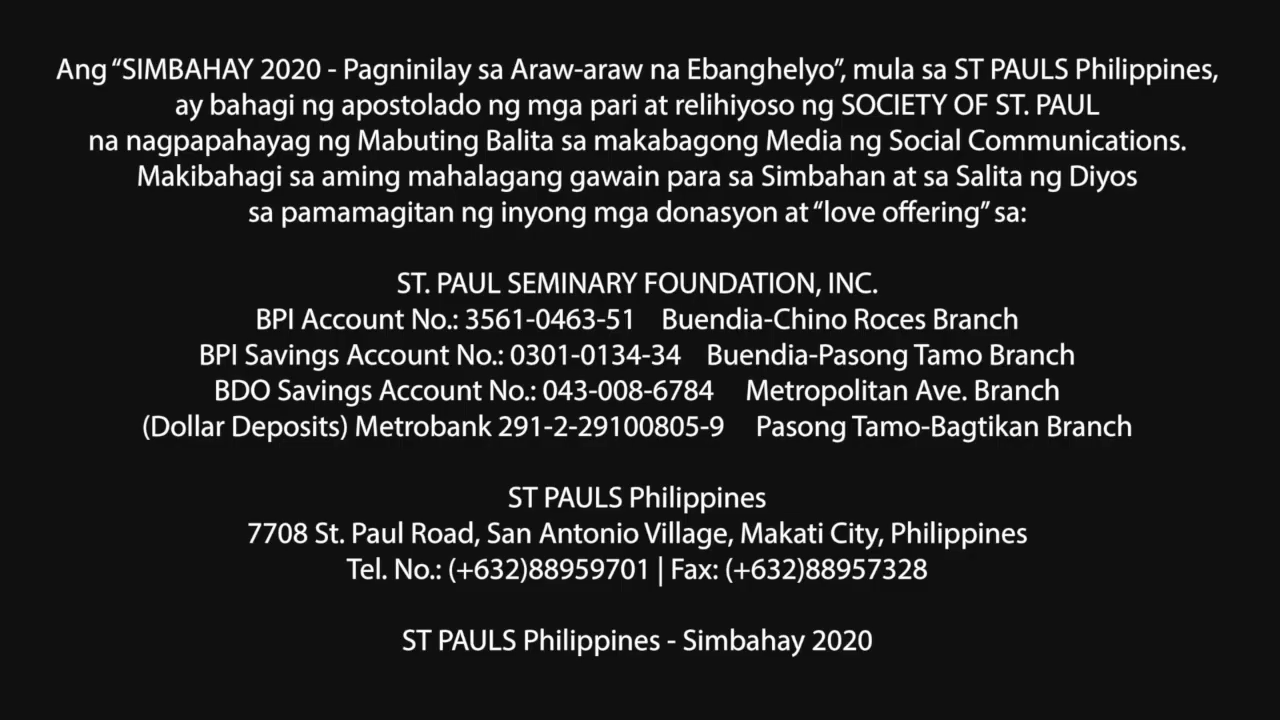 Ang “SIMBAHAY 2020 - Pagninilay sa Araw-araw na Ebanghelyo”, mula sa ST PAULS Philippines,
ay bahagi ng apostolado ng mga pari at relihiyoso ng SOCIETY OF ST. PAUL
na nagpapahayag ng Mabuting Balita sa makabagong Media ng Social Communications.
Makibahagi sa aming mahalagang gawain para sa Simbahan at sa Salita ng Diyos
sa pamamagitan ng inyong mga donasyon at “love offering” sa:
ST. PAUL SEMINARY FOUNDATION, INC.
BPI Account No.: 3561-0463-51 Buendia-Chino Roces Branch
BPI Savings Account No.: 0301-0134-34 Buendia-Pasong Tamo Branch
BDO Savings Account No.: 043-008-6784 Metropolitan Ave. Branch
(Dollar Deposits) Metrobank 291-2-29100805-9 Pasong Tamo-Bagtikan Branch
ST PAULS Philippines
7708 St. Paul Road, San Antonio Village, Makati City, Philippines
Tel. No.: (+632)88959701 | Fax: (+632)88957328
ST PAULS Philippines - Simbahay 2020